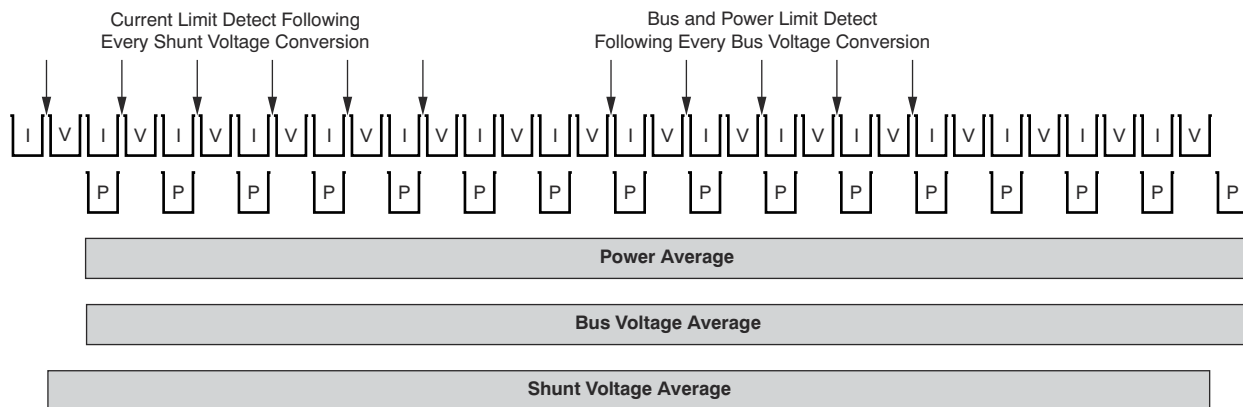 Current Limit Detect Following
Every Shunt Voltage Conversion
Bus and Power Limit Detect
Following Every Bus Voltage Conversion
I V I V I V I V I V I V I V I V I V I V I V I V I V I V I V I V
P P P P P P P P P P P P P P P P
Power Average
Bus Voltage Average
Shunt Voltage Average